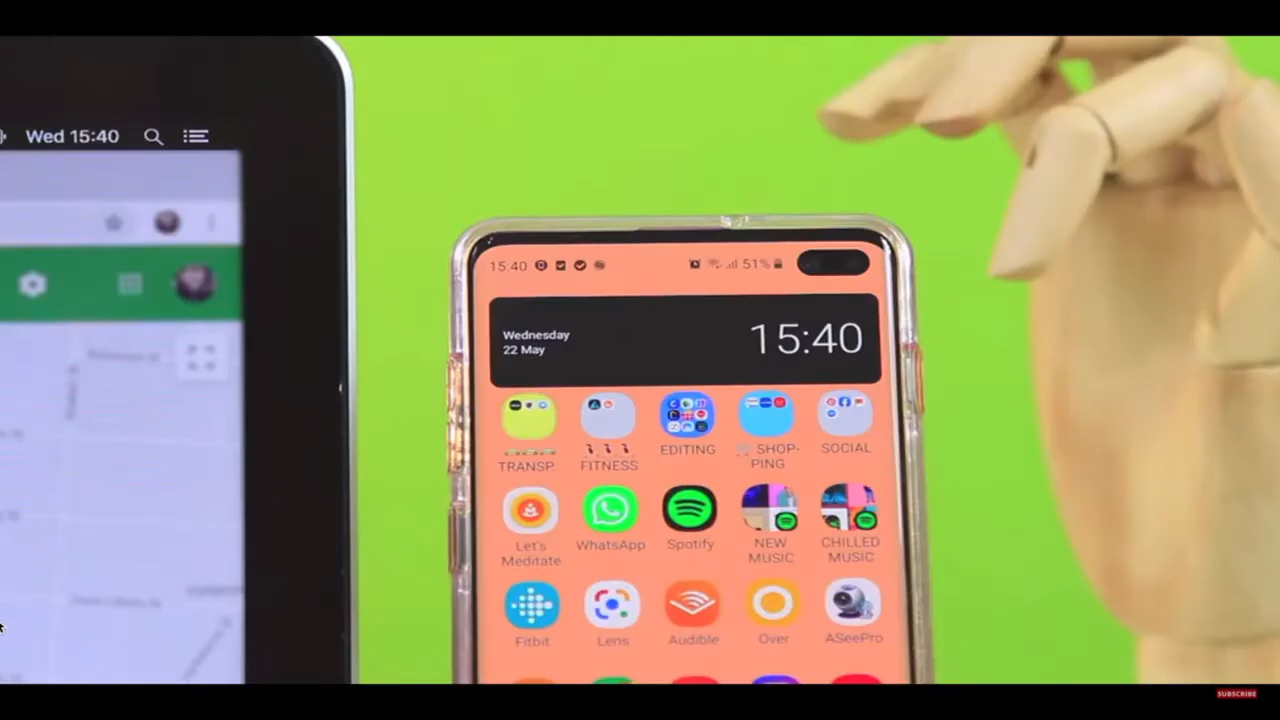 Wed 15:40
15:40
51%
Wednesday
22 May
15:40
TRANSP.
FITNESS
EDITING
SHOP-
PING
SOCIAL
Let's
Meditate
WhatsApp
Spotify
NEW
MUSIC
CHILLED
MUSIC
Fitbit
Lens
Audible
Over
ASeePro
SUBSCRIBE